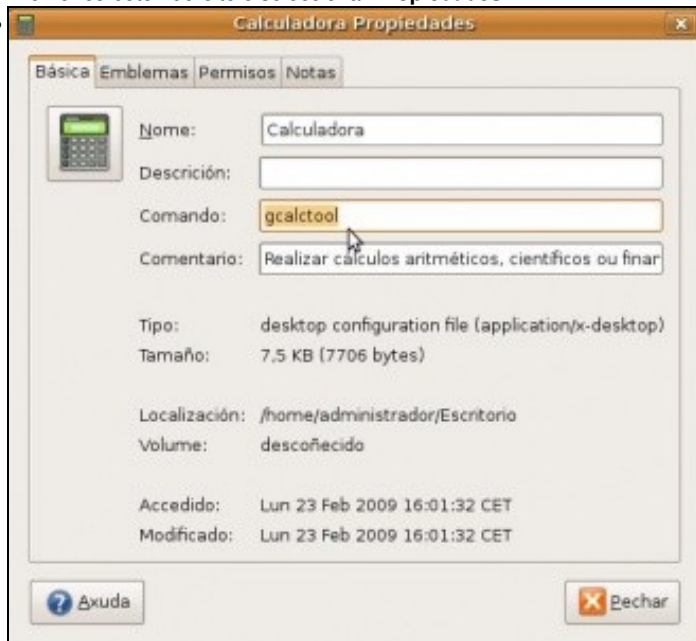 Calculadora Propiedades
Básica Emblemas Permisos Notas
Nome: Calculadora
Descrición:
Comando: gcalctool
Comentario: Realizar cálculos aritméticos, científicos ou finar
Tipo: desktop configuration file (application/x-desktop)
Tamaño: 7,5 KB (7706 bytes)
Localización: /home/administrador/Escritorio
Volume: descoñecido
Accedido: Lun 23 Feb 2009 16:01:32 CET
Modificado: Lun 23 Feb 2009 16:01:32 CET
Axuda Pechar